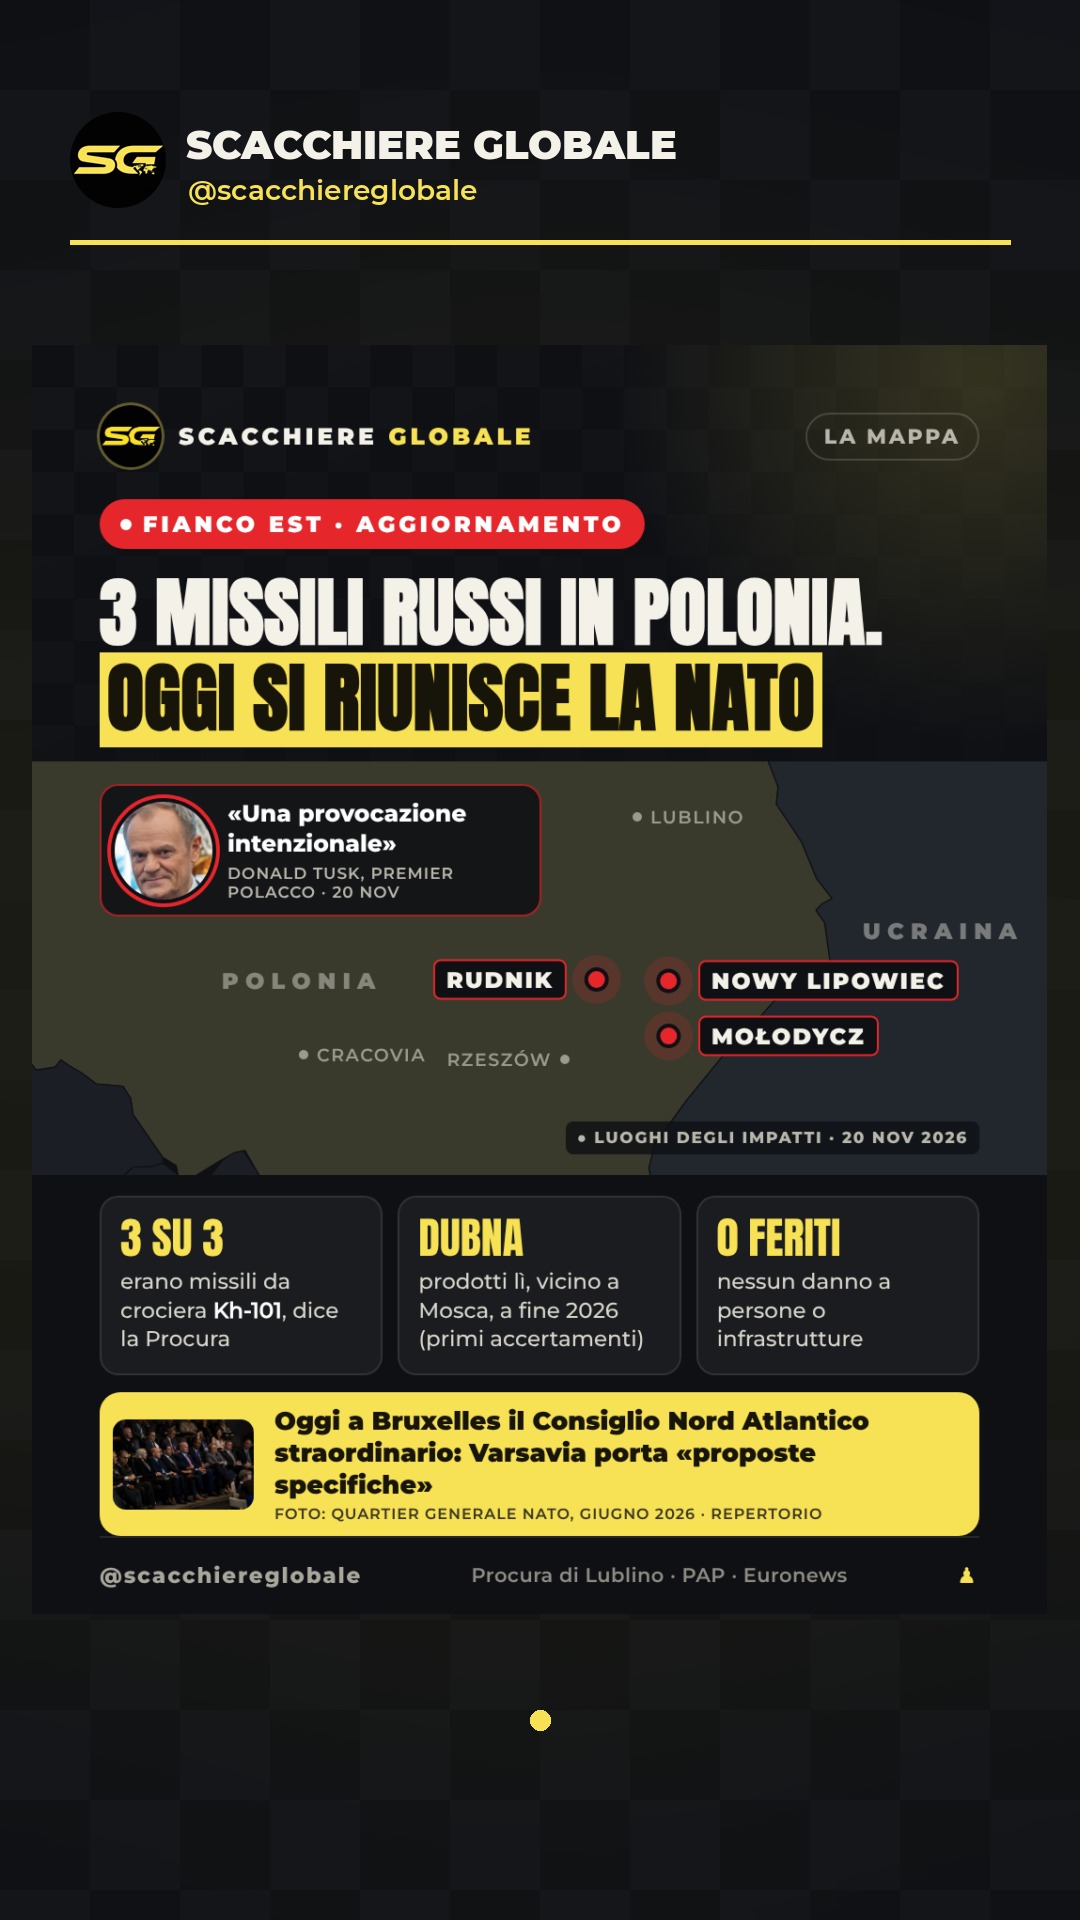 SG
SCACCHIERE GLOBALE
@scacchiereglobale
SG
SCACCHIERE GLOBALE
LA MAPPA
FIANCO EST · AGGIORNAMENTO
3 MISSILI RUSSI IN POLONIA.
OGGI SI RIUNISCE LA NATO
«Una provocazione
intenzionale»
DONALD TUSK, PREMIER
POLACCO · 20 NOV
LUBLINO
UCRAINA
POLONIA
RUDNIK
NOWY LIPOWIEC
MOŁODYCZ
CRACOVIA
RZESZÓW
LUOGHI DEGLI IMPATTI · 20 NOV 2026
3 SU 3
erano missili da
crociera Kh-101, dice
la Procura
DUBNA
prodotti lì, vicino a
Mosca, a fine 2026
(primi accertamenti)
0 FERITI
nessun danno a
persone o
infrastrutture
Oggi a Bruxelles il Consiglio Nord Atlantico
straordinario: Varsavia porta «proposte
specifiche»
FOTO: QUARTIER GENERALE NATO, GIUGNO 2026 · REPERTORIO
@scacchiereglobale
Procura di Lublino · PAP · Euronews